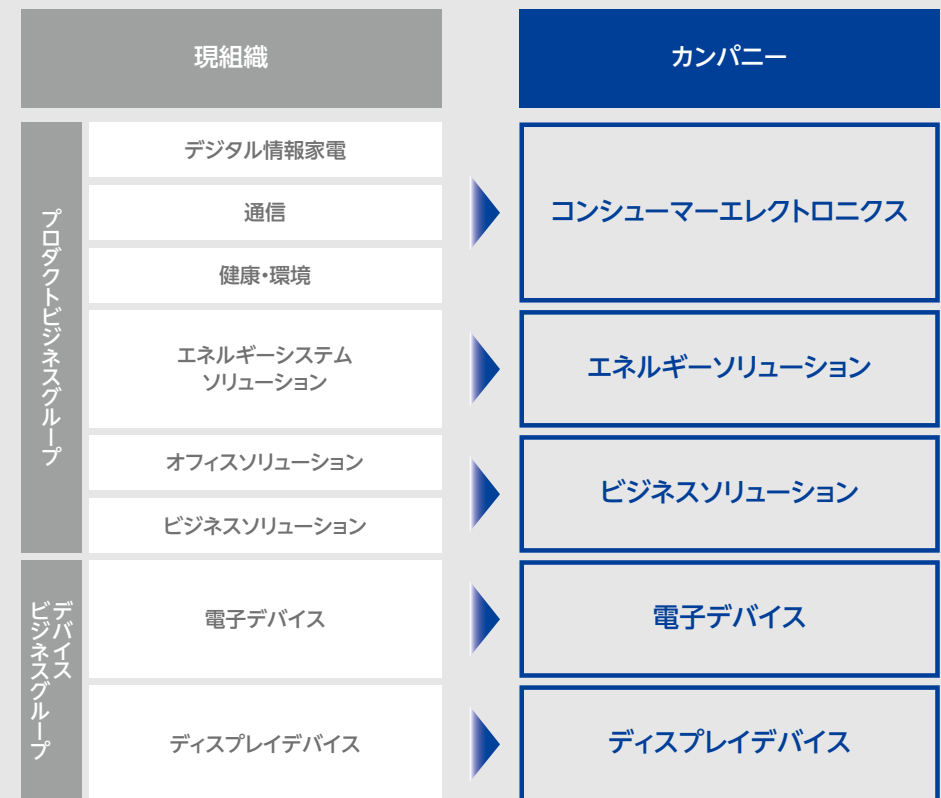 現組織
カンパニー
プロダクトビジネスグループ
デジタル情報家電
通信
健康・環境
コンシューマーエレクトロニクス
エネルギーシステム
ソリューション
エネルギーソリューション
オフィスソリューション
ビジネスソリューション
ビジネスソリューション
デバイス
ビジネスグループ
電子デバイス
電子デバイス
ディスプレイデバイス
ディスプレイデバイス